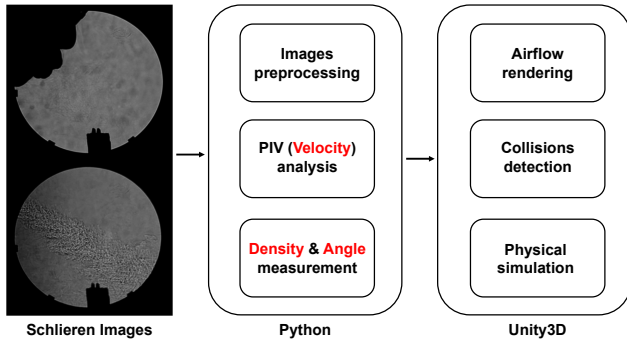 Images
preprocessing
PIV (Velocity)
analysis
Density & Angle
measurement
Airflow
rendering
Collisions
detection
Physical
simulation
Schlieren Images
Python
Unity3D